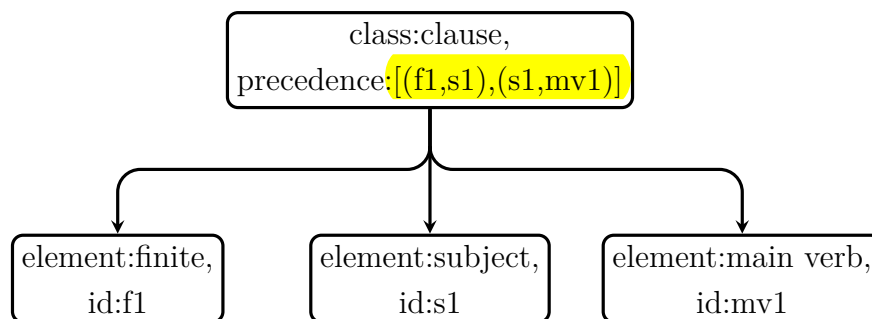 class:clause,
precedence:[(f1,s1),(s1,mv1)]
element:finite,
id:f1
element:subject,
id:s1
element:main verb,
id:mv1